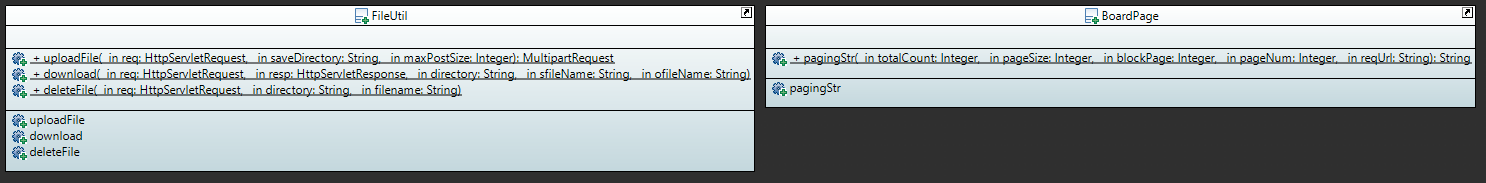 FileUtil
+ uploadFile( in req: HttpServletRequest, in saveDirectory: String, in maxPostSize: Integer): MultipartRequest
+ download( in req: HttpServletRequest, in resp: HttpServletResponse, in directory: String, in sfileName: String, in ofileName: String)
+ deleteFile( in req: HttpServletRequest, in directory: String, in filename: String)
uploadFile
download
deleteFile
BoardPage
+ pagingStr( in totalCount: Integer, in pageSize: Integer, in blockPage: Integer, in pageNum: Integer, in reqUrl: String): String
pagingStr